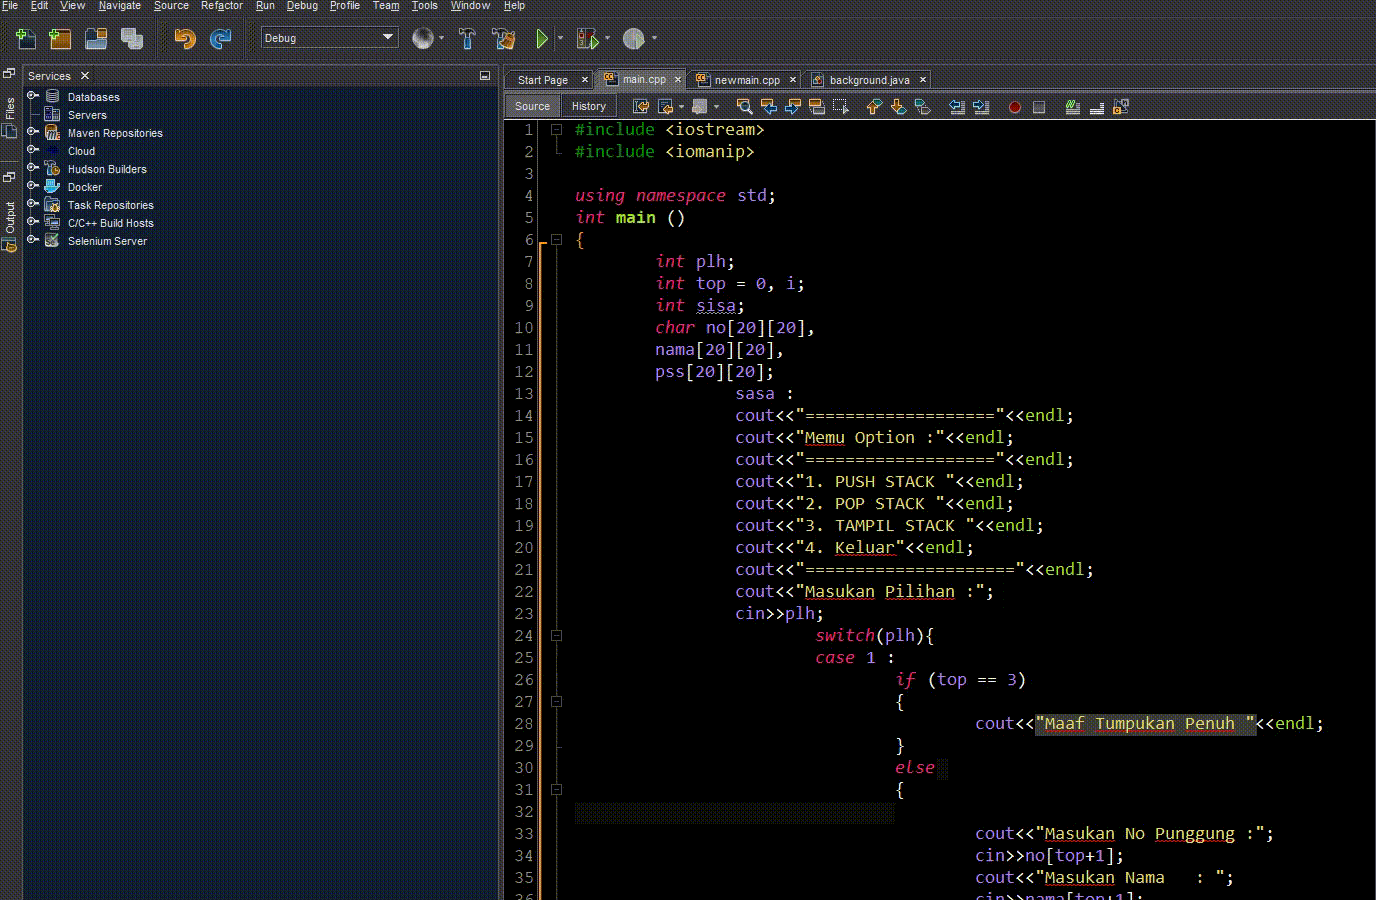 File Edit View Navigate Source Refactor Run Debug Profile Team Tools Window Help
Debug
Files
Output
Services
Databases
Servers
Maven Repositories
Cloud
Hudson Builders
Docker
Task Repositories
C/C++ Build Hosts
Selenium Server
Start Page main.cpp newmain.cpp background.java
Source History
1 #include <iostream>
2 #include <iomanip>
3
4 using namespace std;
5 int main ()
6 {
7 int plh;
8 int top = 0, i;
9 int sisa;
10 char no[20][20],
11 nama[20][20],
12 pss[20][20];
13 sasa :
14 cout<<"==================="<<endl;
15 cout<<"Memu Option :"<<endl;
16 cout<<"==================="<<endl;
17 cout<<"1. PUSH STACK "<<endl;
18 cout<<"2. POP STACK "<<endl;
19 cout<<"3. TAMPIL STACK "<<endl;
20 cout<<"4. Keluar"<<endl;
21 cout<<"====================="<<endl;
22 cout<<"Masukan Pilihan :";
23 cin>>plh;
24 switch(plh){
25 case 1 :
26 if (top == 3)
27 {
28 cout<<"Maaf Tumpukan Penuh "<<endl;
29 }
30 else
31 {
32
33 cout<<"Masukan No Punggung :";
34 cin>>no[top+1];
35 cout<<"Masukan Nama   : ";
36 cin>>nama[top+1];